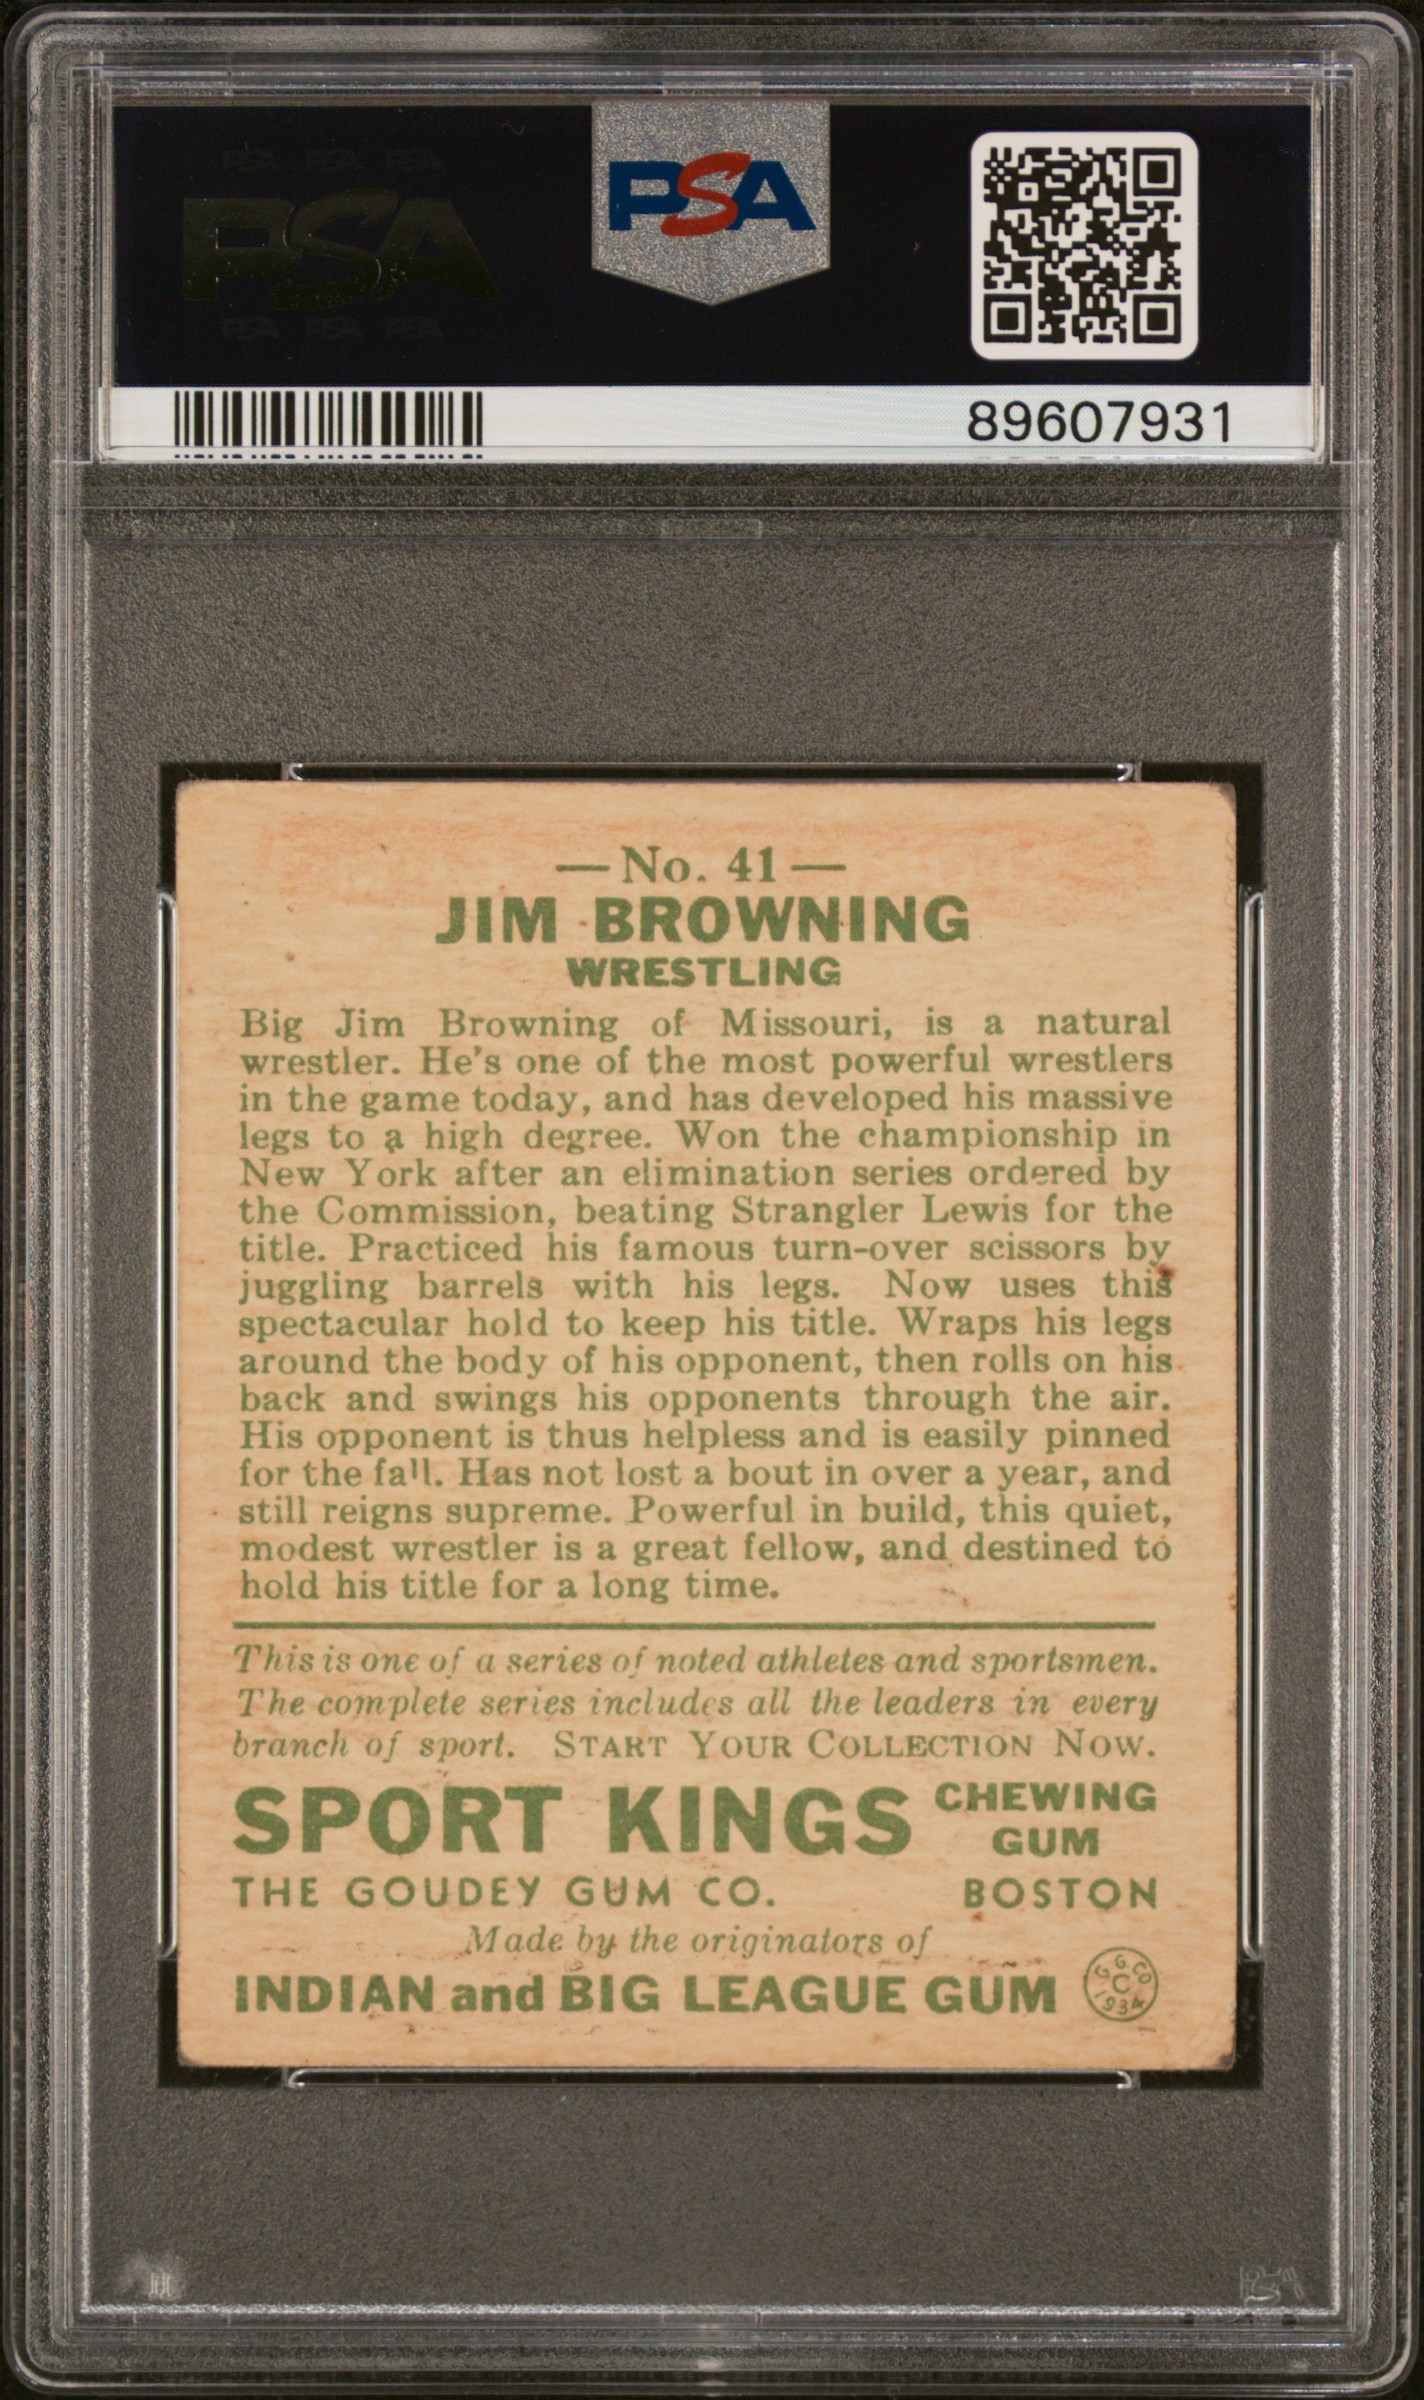 PSA PSA PSA
PSA
PSA PSA PSA
PSA
89607931
— No. 41 —
JIM BROWNING
WRESTLING
Big Jim Browning of Missouri, is a natural
wrestler. He's one of the most powerful wrestlers
in the game today, and has developed his massive
legs to a high degree. Won the championship in
New York after an elimination series ordered by
the Commission, beating Strangler Lewis for the
title. Practiced his famous turn-over scissors by
juggling barrels with his legs. Now uses this
spectacular hold to keep his title. Wraps his legs
around the body of his opponent, then rolls on his
back and swings his opponents through the air.
His opponent is thus helpless and is easily pinned
for the fall. Has not lost a bout in over a year, and
still reigns supreme. Powerful in build, this quiet,
modest wrestler is a great fellow, and destined to
hold his title for a long time.
This is one of a series of noted athletes and sportsmen.
The complete series includes all the leaders in every
branch of sport. START YOUR COLLECTION NOW.
SPORT KINGS CHEWING GUM
THE GOUDEY GUM CO. BOSTON
Made by the originators of
INDIAN and BIG LEAGUE GUM
G. G. CO
C
1934
PSA